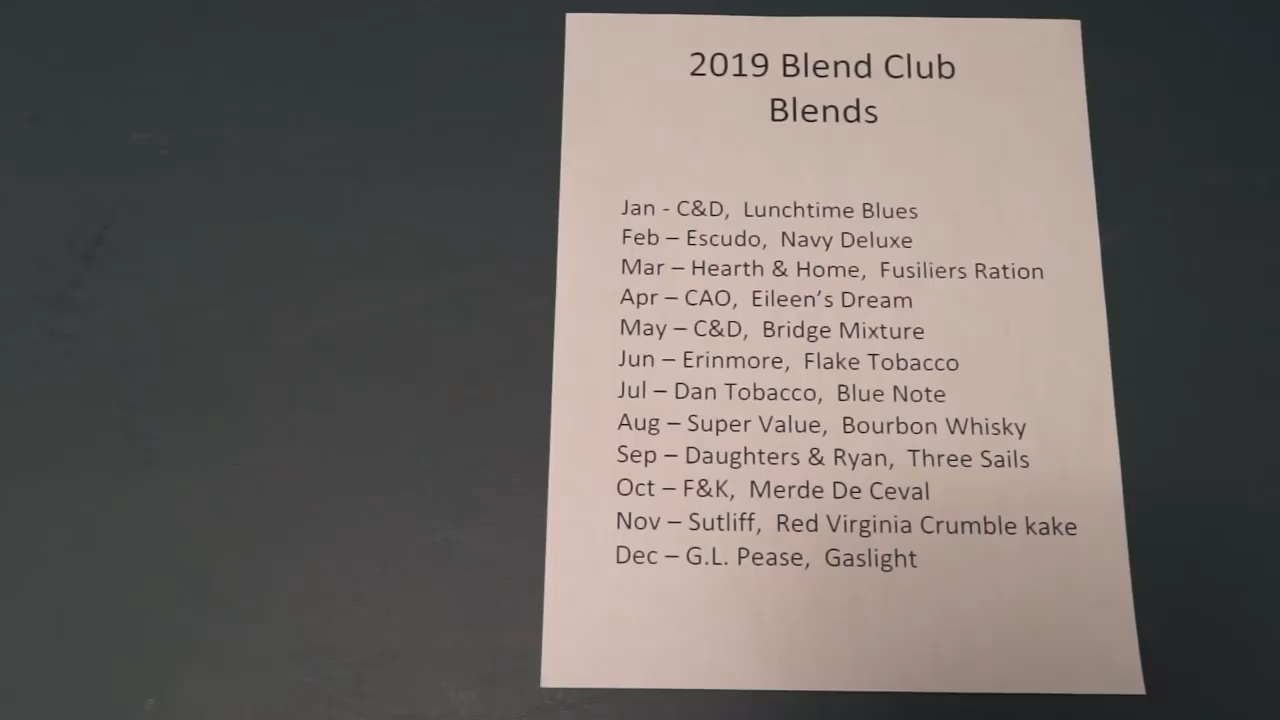 2019 Blend Club
Blends
Jan - C&D, Lunchtime Blues
Feb – Escudo, Navy Deluxe
Mar – Hearth & Home, Fusiliers Ration
Apr – CAO, Eileen’s Dream
May – C&D, Bridge Mixture
Jun – Erinmore, Flake Tobacco
Jul – Dan Tobacco, Blue Note
Aug – Super Value, Bourbon Whisky
Sep – Daughters & Ryan, Three Sails
Oct – F&K, Merde De Ceval
Nov – Sutliff, Red Virginia Crumble kake
Dec – G.L. Pease, Gaslight